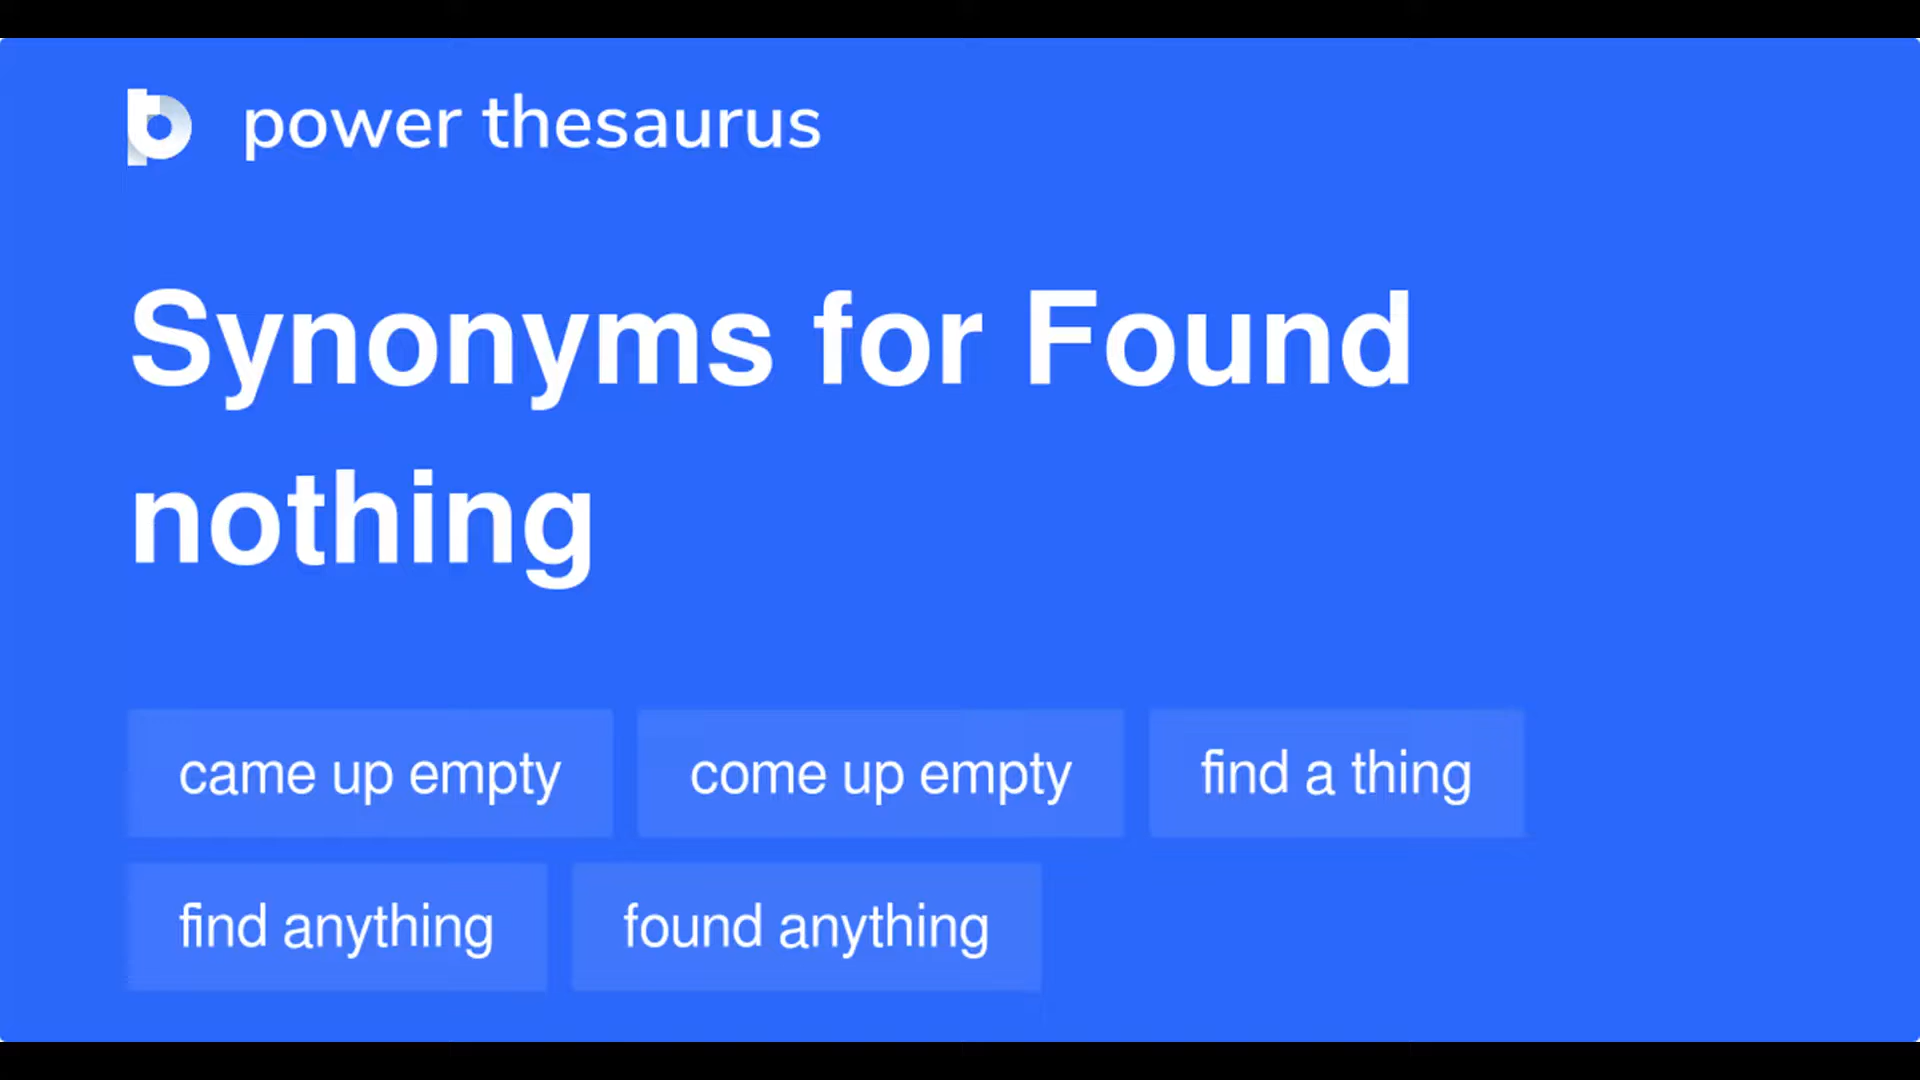 power thesaurus
Synonyms for Found
nothing
came up empty come up empty find a thing
find anything found anything